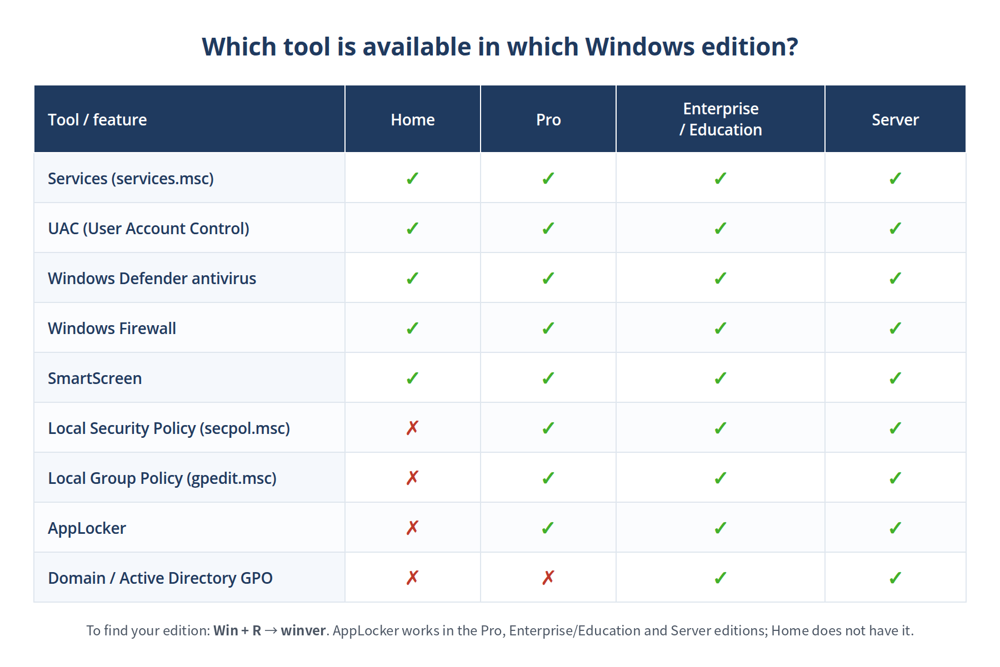 Which tool is available in which Windows edition?
Tool / feature Home Pro Enterprise / Education Server
Services (services.msc) ✓ ✓ ✓ ✓
UAC (User Account Control) ✓ ✓ ✓ ✓
Windows Defender antivirus ✓ ✓ ✓ ✓
Windows Firewall ✓ ✓ ✓ ✓
SmartScreen ✓ ✓ ✓ ✓
Local Security Policy (secpol.msc) ✗ ✓ ✓ ✓
Local Group Policy (gpedit.msc) ✗ ✓ ✓ ✓
AppLocker ✗ ✓ ✓ ✓
Domain / Active Directory GPO ✗ ✗ ✓ ✓
To find your edition: Win + R → winver. AppLocker works in the Pro, Enterprise/Education and Server editions; Home does not have it.